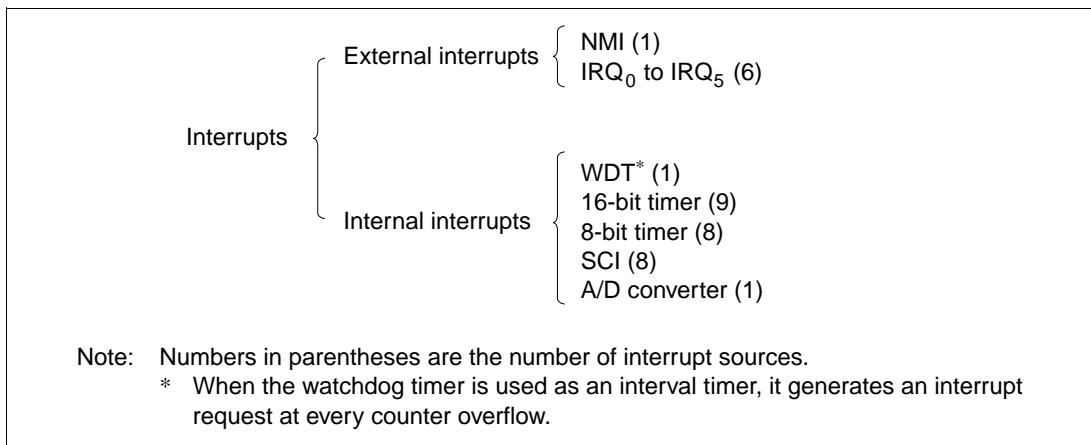 External interrupts
NMI (1)
IRQ0 to IRQ5 (6)
Interrupts
Internal interrupts
WDT* (1)
16-bit timer (9)
8-bit timer (8)
SCI (8)
A/D converter (1)
Note: Numbers in parentheses are the number of interrupt sources.
* When the watchdog timer is used as an interval timer, it generates an interrupt
request at every counter overflow.